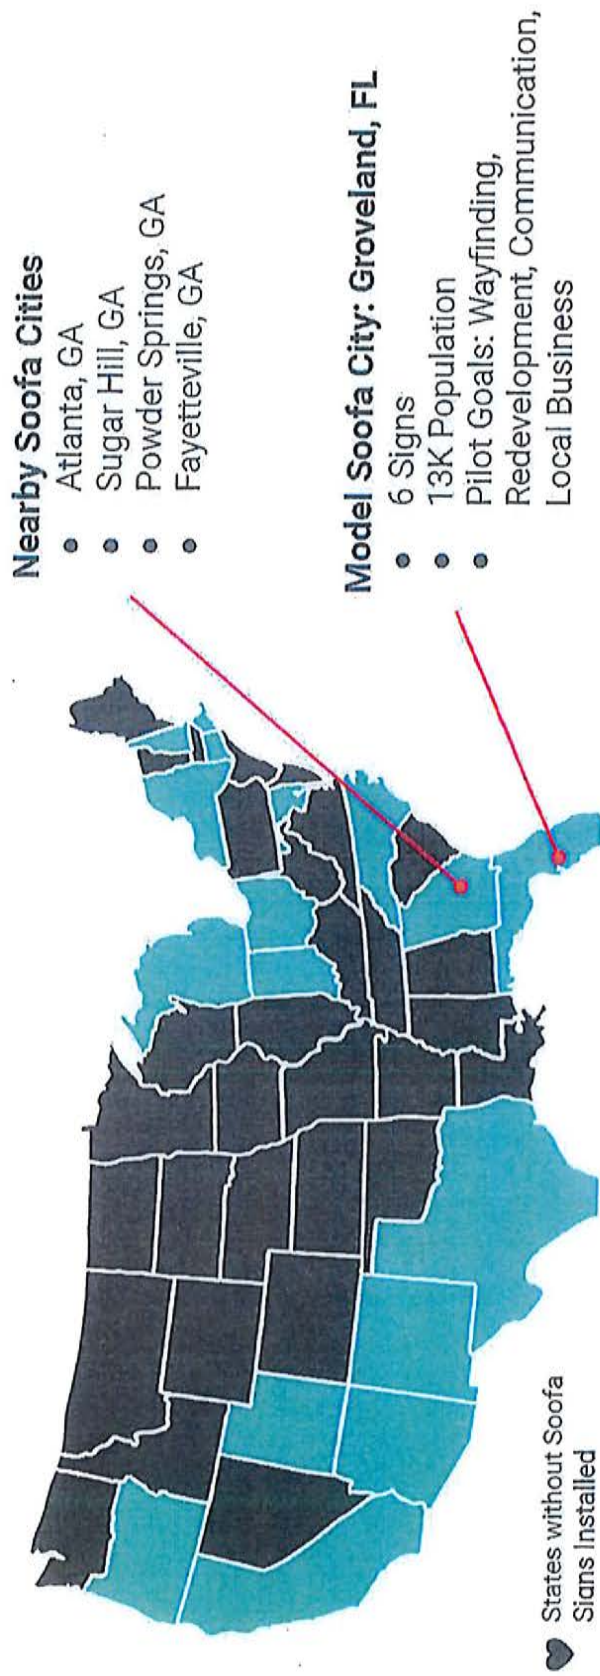 Nearby Soofa Cities
Atlanta, GA
Sugar Hill, GA
Powder Springs, GA
Fayetteville, GA
Model Soofa City: Groveland, FL
6 Signs
13K Population
Pilot Goals: Wayfinding,
Redevelopment, Communication,
Local Business
States without Soofa
Signs Installed